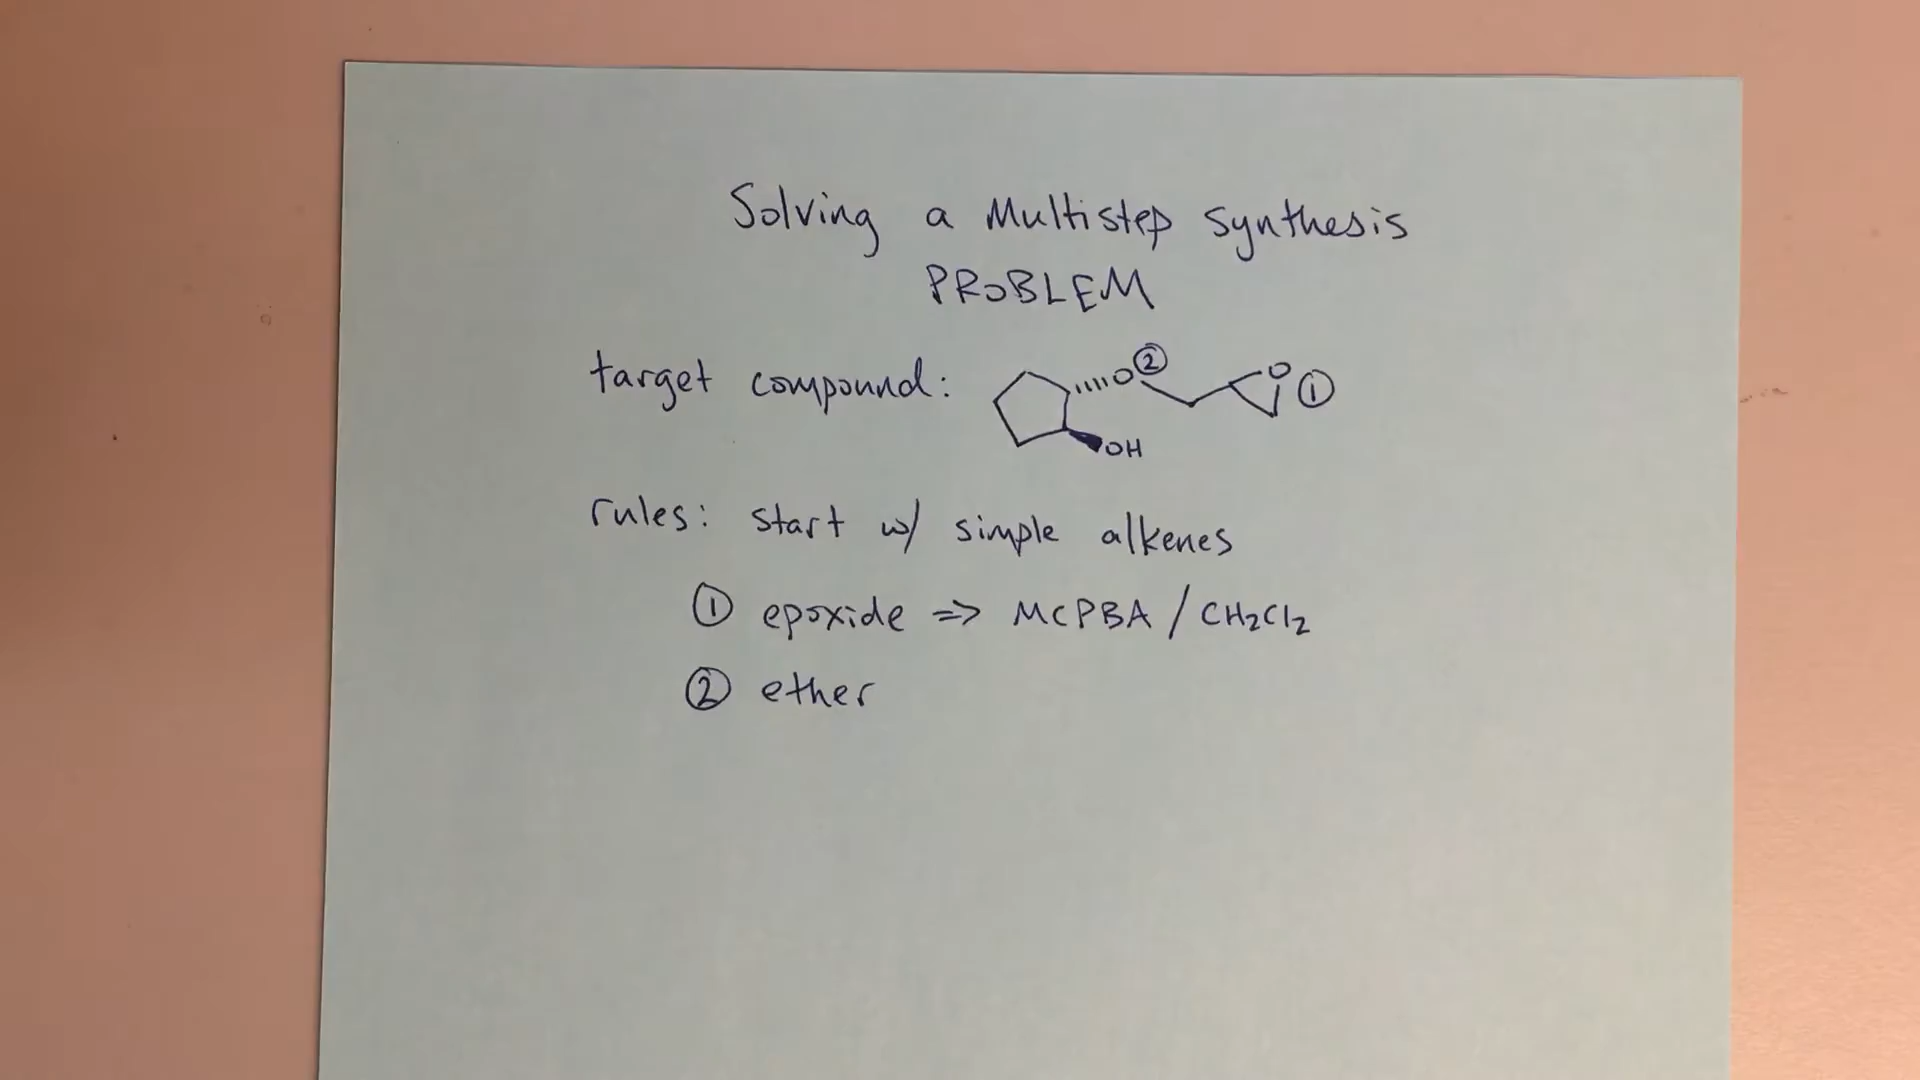 Solving a Multistep synthesis
PROBLEM
target compound: O ② O ①
OH
rules: start w/ simple alkenes
① epoxide => MCPBA / CH₂Cl₂
② ether